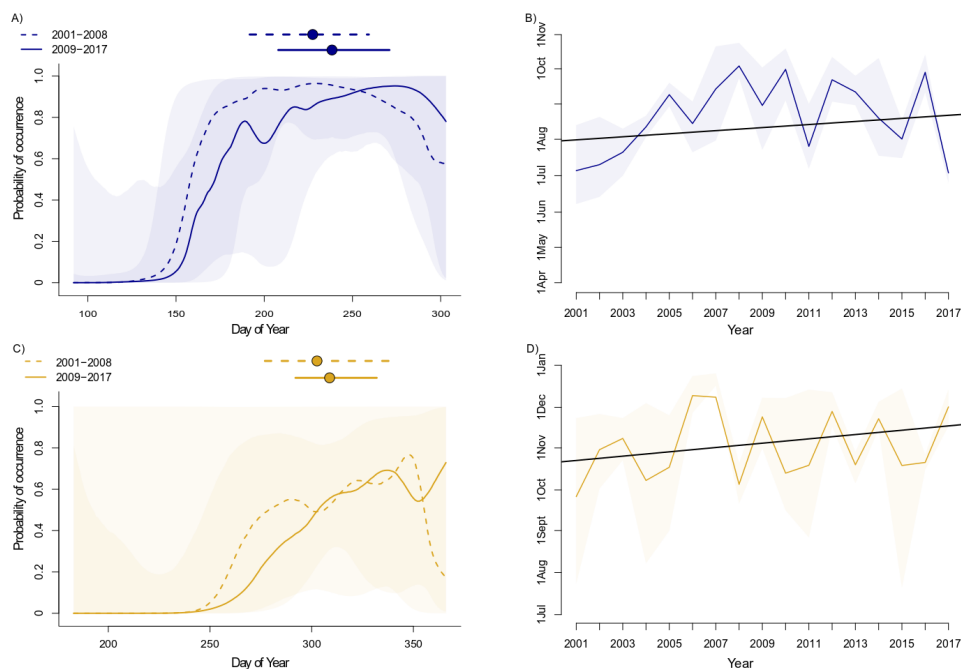 A)
2001−2008
2009−2017
Probability of occurrence
1.0
0.8
0.6
0.4
0.2
0
100
150
200
250
300
Day of Year
B)
1Nov
1Oct
1Aug
1Jul
1Jun
1May
1Apr
2001
2003
2005
2007
2009
2011
2013
2015
2017
Year
C)
2001−2008
2009−2017
Probability of occurrence
1.0
0.8
0.6
0.4
0.2
0
200
250
300
350
Day of Year
D)
1Jan
1Dec
1Nov
1Oct
1Sept
1Aug
1Jul
2001
2003
2005
2007
2009
2011
2013
2015
2017
Year